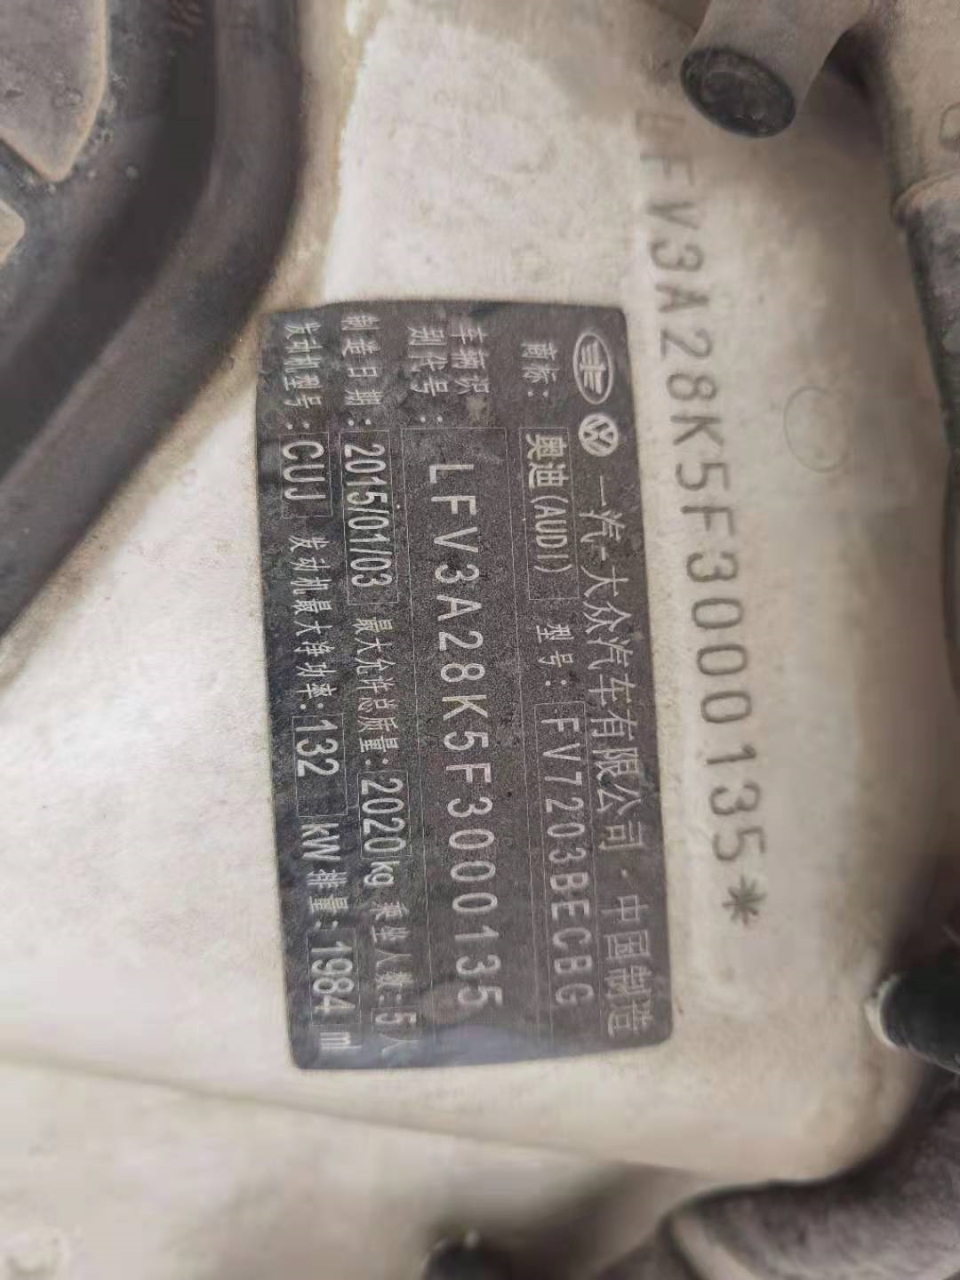 LFV3A28K5F3000135*
一汽-大众汽车有限公司·中国制造
商标: 奥迪(AUDI) 型号: FV7203BECBG
车辆识别代号: LFV3A28K5F3000135
制造日期: 2015/01/03 最大允许总质量: 2020kg 乘坐人数: 5人
发动机型号: CUJ 发动机最大净功率: 132 kW 排量: 1984 ml